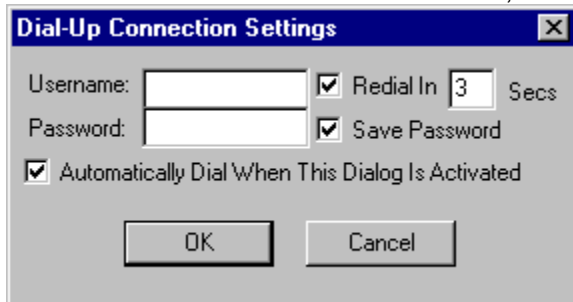 Dial-Up Connection Settings
Username: Redial In 3 Secs
Password: Save Password
Automatically Dial When This Dialog Is Activated
OK Cancel